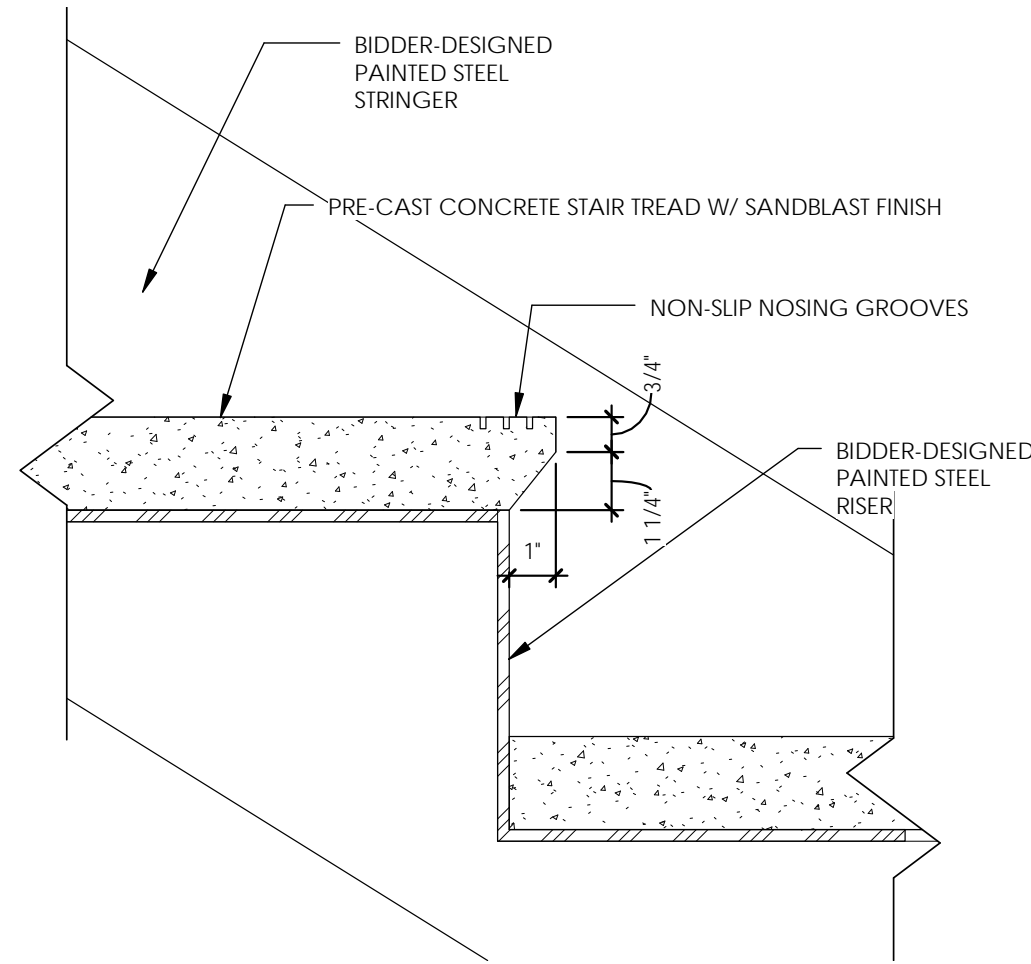 BIDDER-DESIGNED
PAINTED STEEL
STRINGER
PRE-CAST CONCRETE STAIR TREAD W/ SANDBLAST FINISH
NON-SLIP NOSING GROOVES
3/4"
BIDDER-DESIGNED
PAINTED STEEL
RISER
1 1/4"
1"